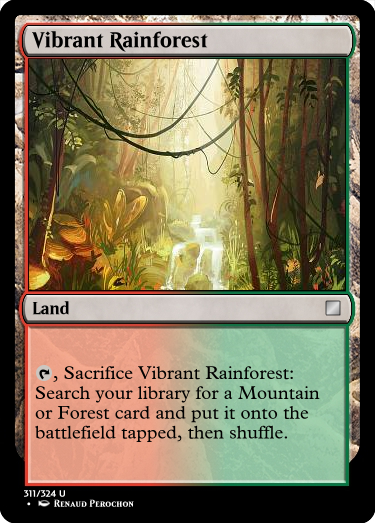 Vibrant Rainforest
Land
, Sacrifice Vibrant Rainforest:
Search your library for a Mountain
or Forest card and put it onto the
battlefield tapped, then shuffle.
311/324 U
• Renaud Perochon